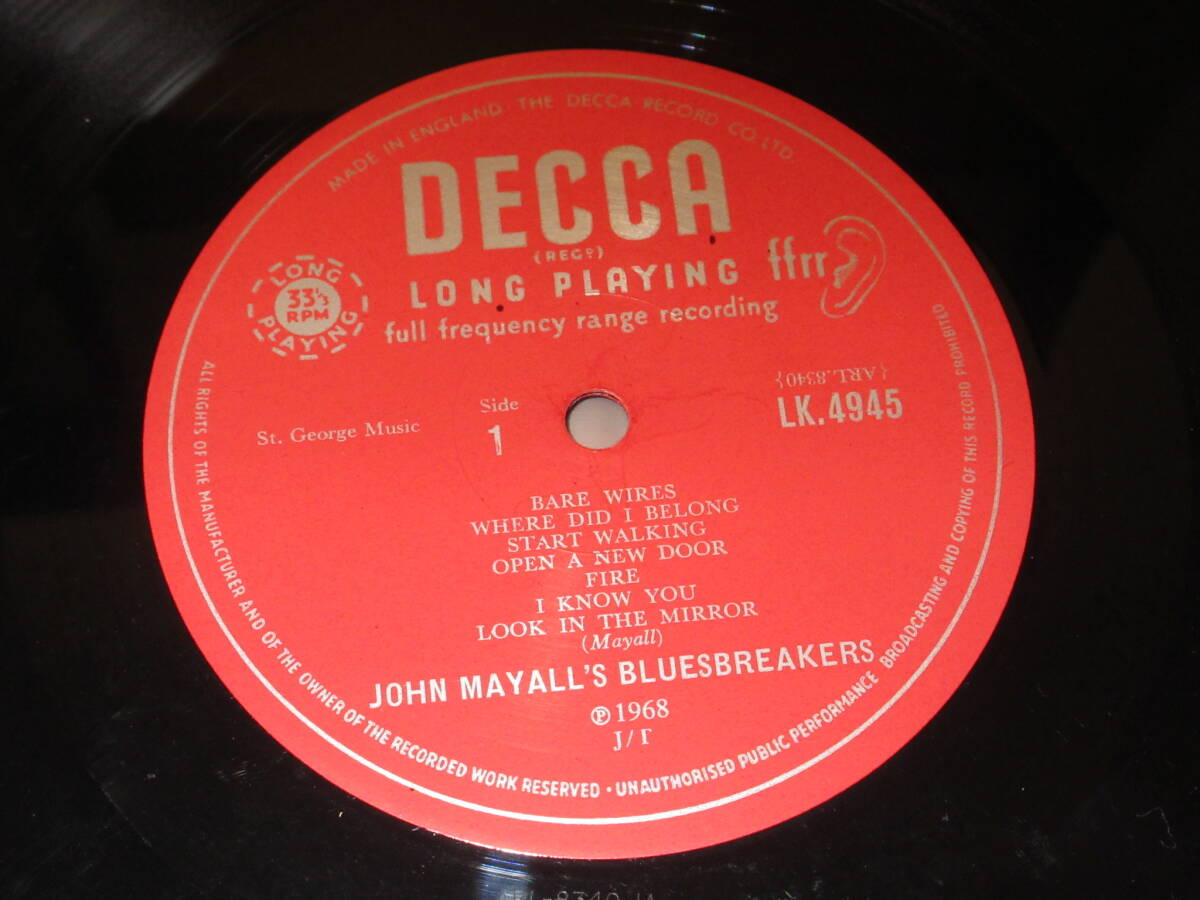 MADE IN ENGLAND. THE DECCA RECORD CO. LTD.
DECCA
(REGD)
LONG PLAYING
ffrr
full frequency range recording
LONG
33 1/3
RPM
PLAYING
{ARL.8340}
LK.4945
St. George Music
Side
1
BARE WIRES
WHERE DID I BELONG
START WALKING
OPEN A NEW DOOR
FIRE
I KNOW YOU
LOOK IN THE MIRROR
(Mayall)
JOHN MAYALL'S BLUESBREAKERS
℗ 1968
ALL RIGHTS OF THE MANUFACTURER AND OF THE OWNER OF THE RECORDED WORK RESERVED · UNAUTHORISED PUBLIC PERFORMANCE BROADCASTING AND COPYING OF THIS RECORD PROHIBITED